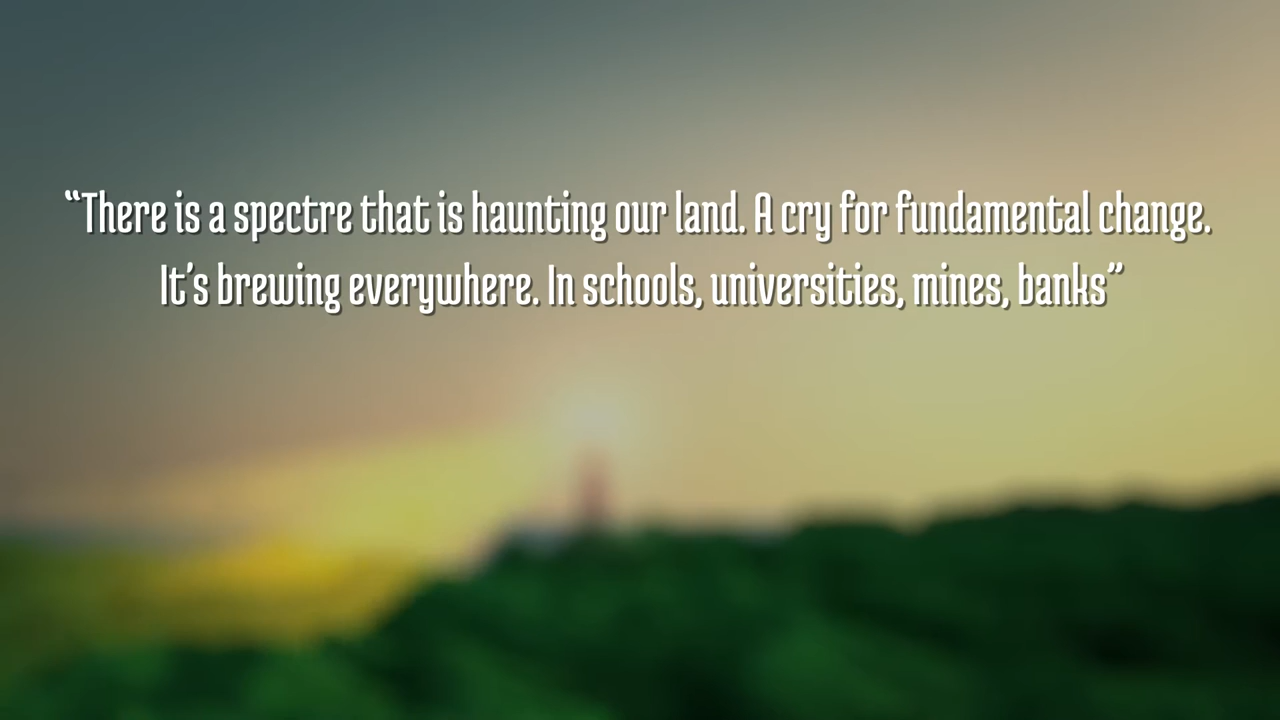 “There is a spectre that is haunting our land. A cry for fundamental change.
It’s brewing everywhere. In schools, universities, mines, banks”